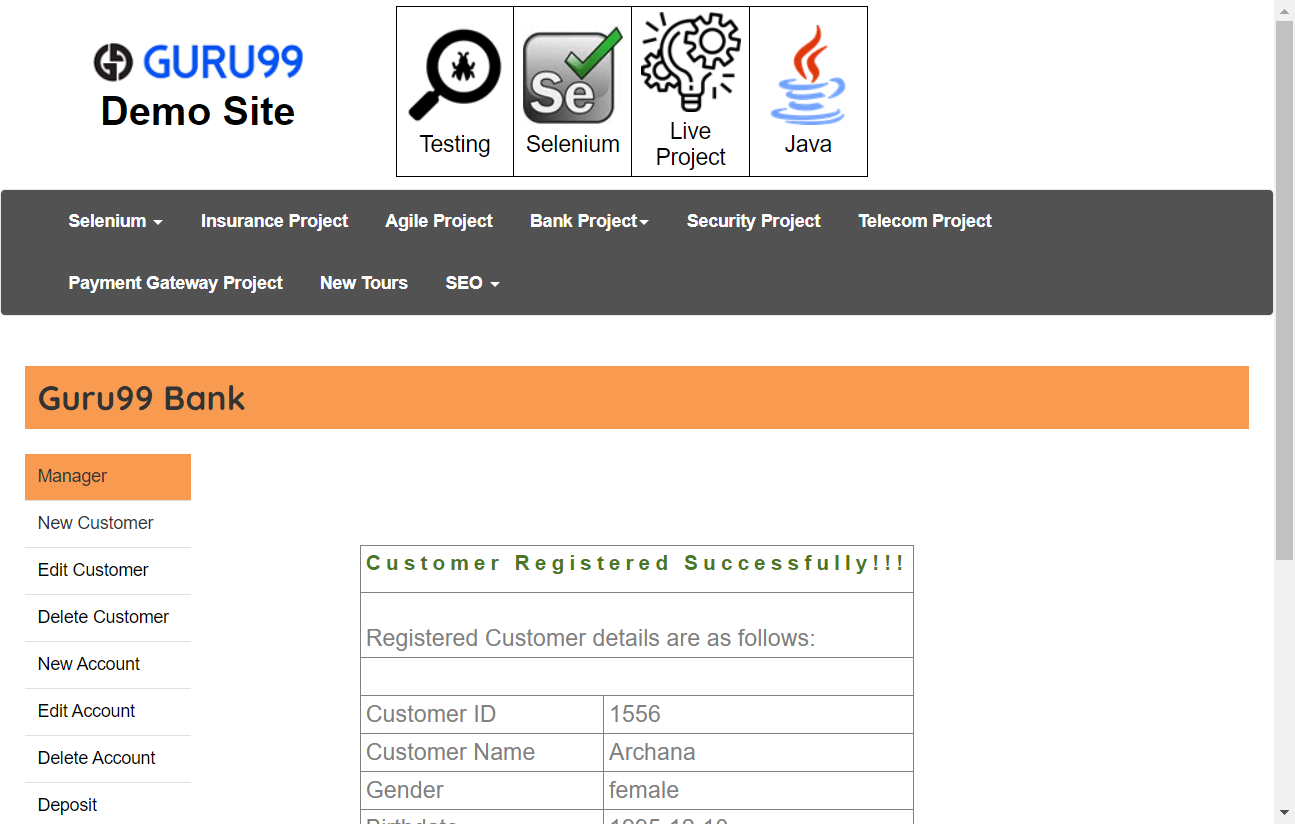 GURU99
Demo Site
Testing
Se
Selenium
Live
Project
Java
Selenium
Insurance Project
Agile Project
Bank Project
Security Project
Telecom Project
Payment Gateway Project
New Tours
SEO
Guru99 Bank
Manager
New Customer
Edit Customer
Delete Customer
New Account
Edit Account
Delete Account
Deposit
Customer Registered Successfully!!!
Registered Customer details are as follows:
Customer ID 1556
Customer Name Archana
Gender female